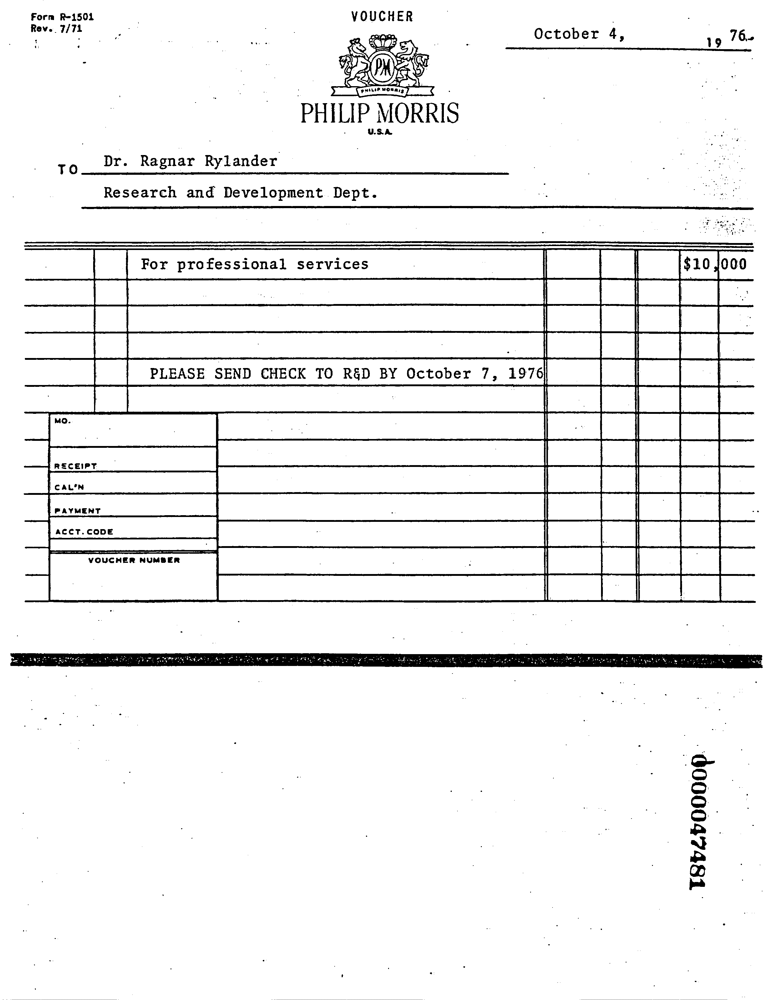 Form R-1501
Rev. 7/71
VOUCHER
October 4, 19 76
PM
PHILIP MORRIS
PHILIP MORRIS
U.S.A.
TO Dr. Ragnar Rylander
Research and Development Dept.
For professional services $10,000
PLEASE SEND CHECK TO R&D BY October 7, 1976
MO.
RECEIPT
CAL'N
PAYMENT
ACCT. CODE
VOUCHER NUMBER
0000047481